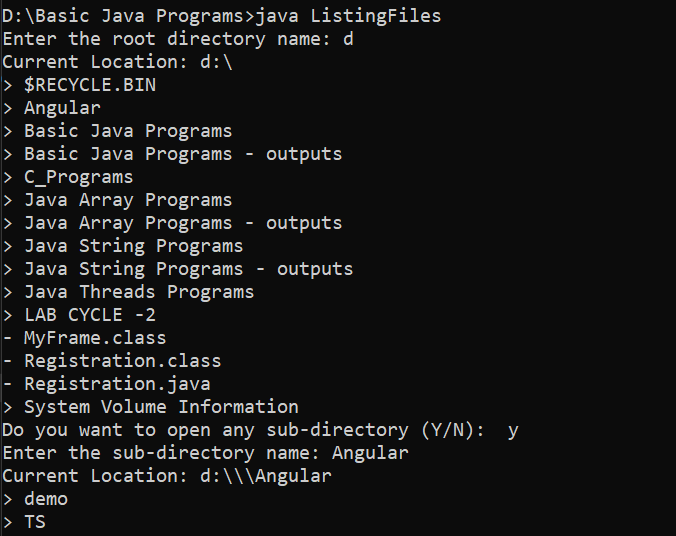 D:\Basic Java Programs>java ListingFiles
Enter the root directory name: d
Current Location: d:\
> $RECYCLE.BIN
> Angular
> Basic Java Programs
> Basic Java Programs - outputs
> C_Programs
> Java Array Programs
> Java Array Programs - outputs
> Java String Programs
> Java String Programs - outputs
> Java Threads Programs
> LAB CYCLE -2
- MyFrame.class
- Registration.class
- Registration.java
> System Volume Information
Do you want to open any sub-directory (Y/N):  y
Enter the sub-directory name: Angular
Current Location: d:\\\Angular
> demo
> TS